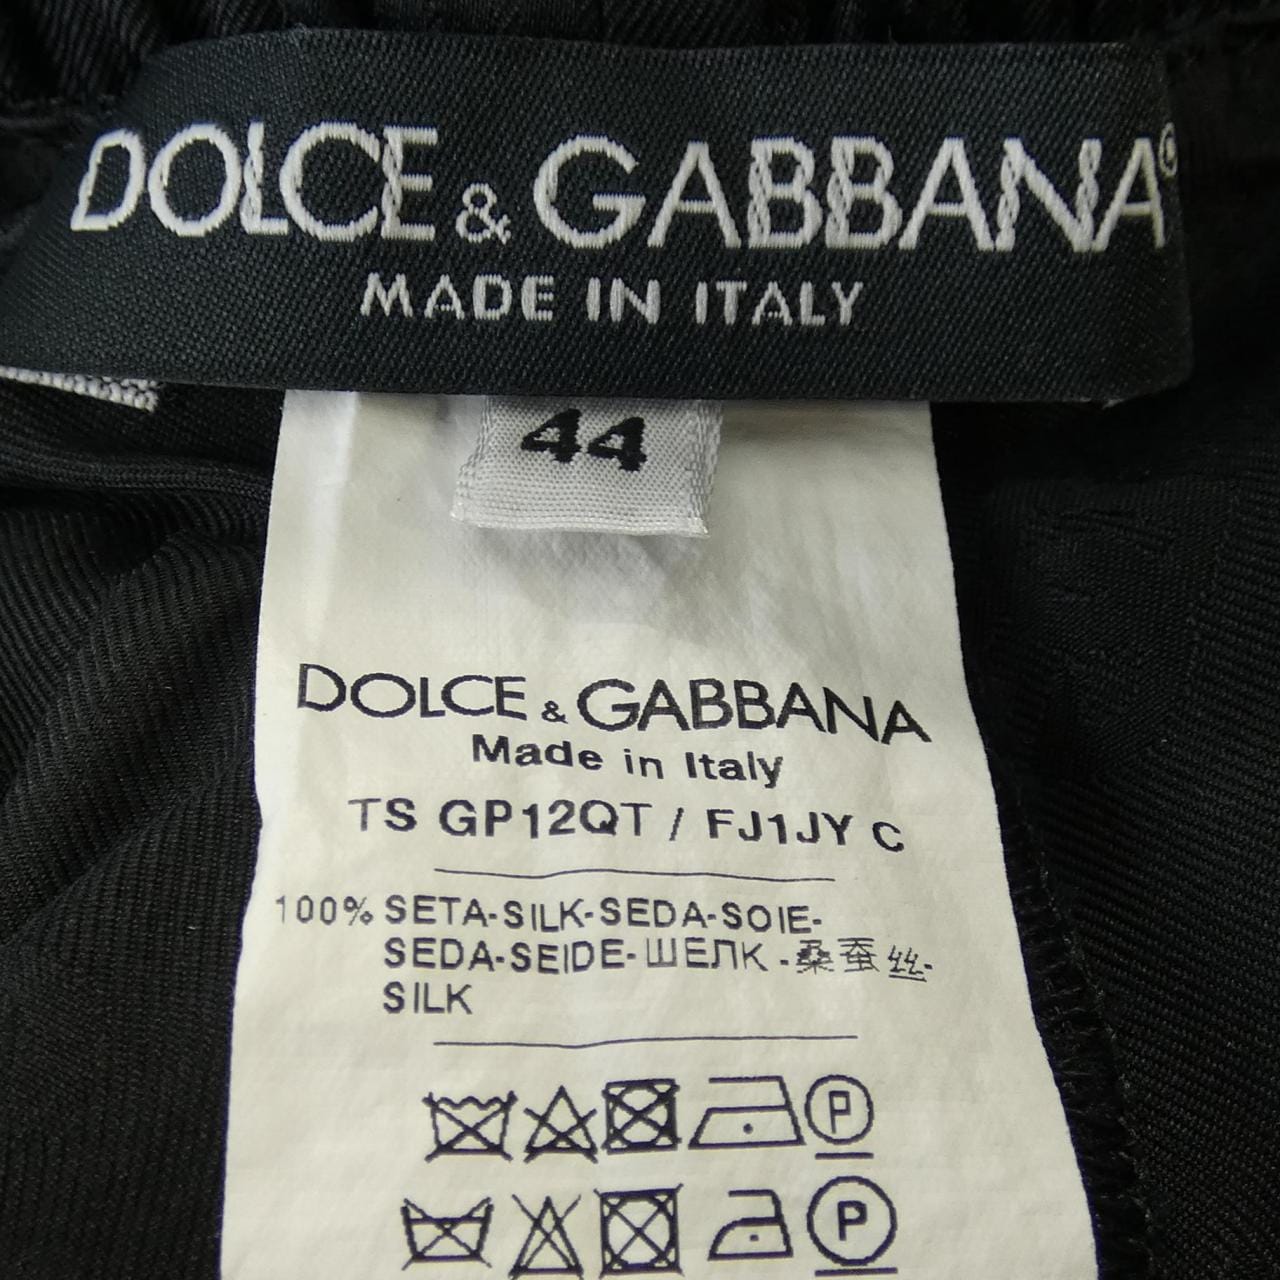 DOLCE & GABBANA®
MADE IN ITALY
44
DOLCE & GABBANA
Made in Italy
TS GP12QT / FJ1JY C
100% SETA-SILK-SEDA-SOIE-
SEDA-SEIDE-ШЕЛК -桑蚕丝-
SILK
P
P